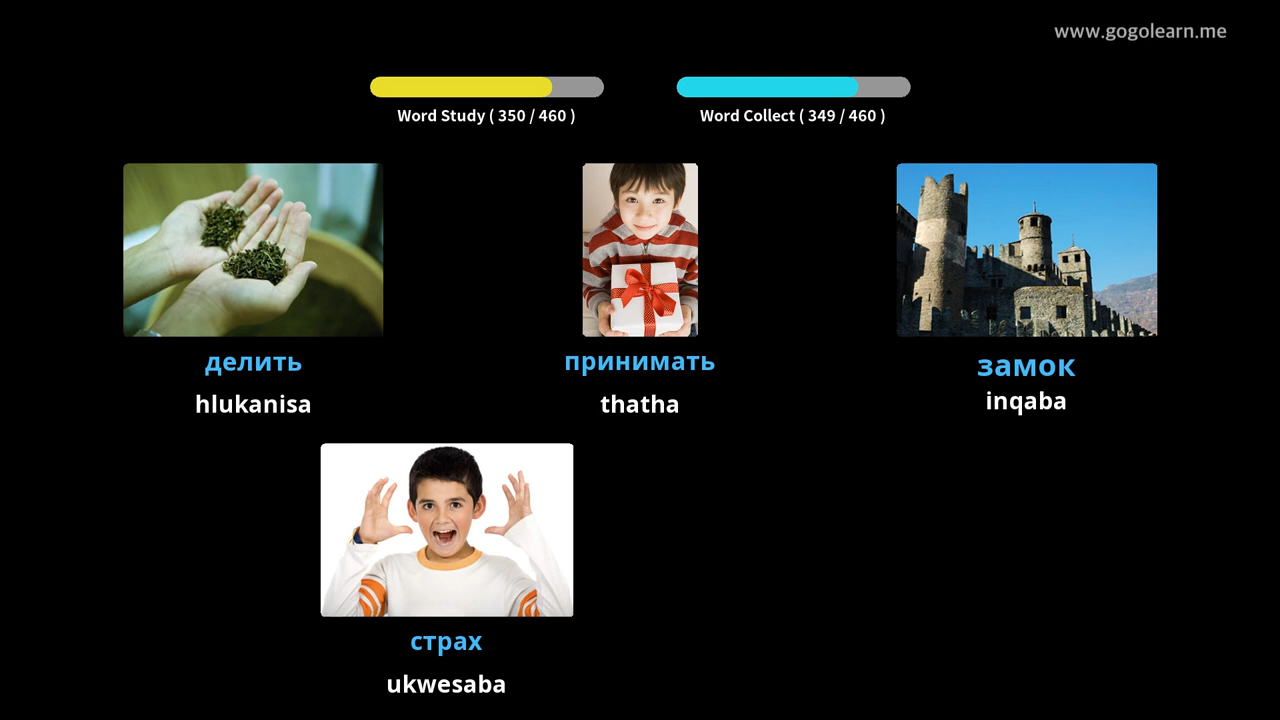 www.gogolearn.me
Word Study ( 350 / 460 )
Word Collect ( 349 / 460 )
делить
hlukanisa
принимать
thatha
замок
inqaba
страх
ukwesaba